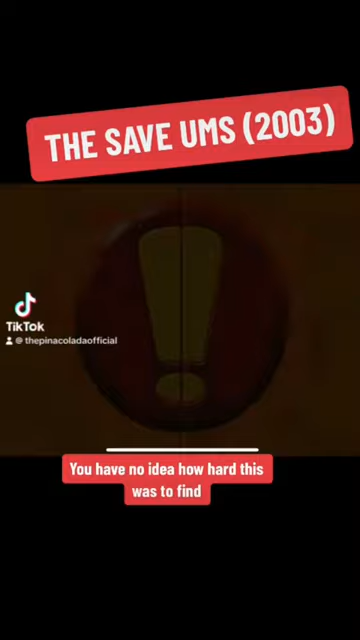 THE SAVE UMS (2003)
TikTok
@ thepinacoladaofficial
You have no idea how hard this
was to find